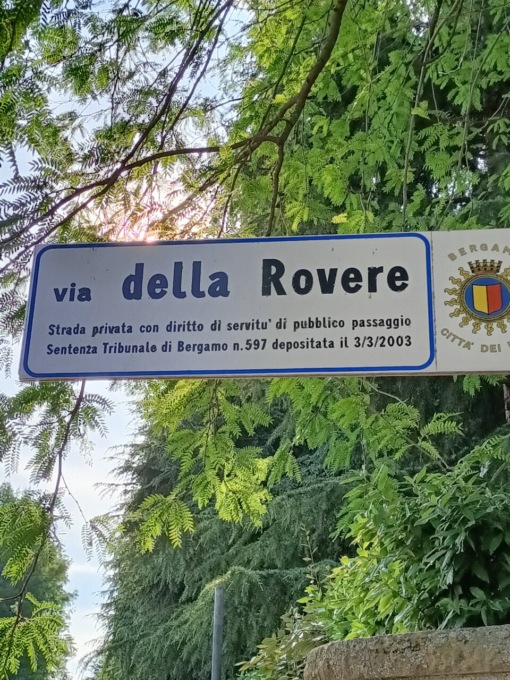 via della Rovere
Strada privata con diritto di servitu' di pubblico passaggio
Sentenza Tribunale di Bergamo n.597 depositata il 3/3/2003
CITTA' DEI